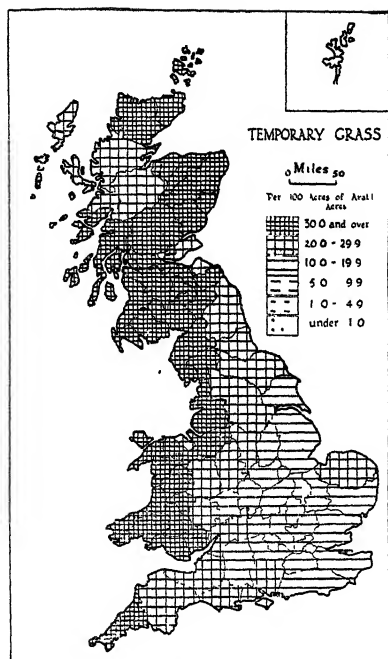 TEMPORARY GRASS
0 Miles 50
Per 100 Acres of Arable
Acres
30 0 and over
20 0 - 29 9
10 0 - 19 9
5 0 9 9
1 0 - 4 9
under 1 0